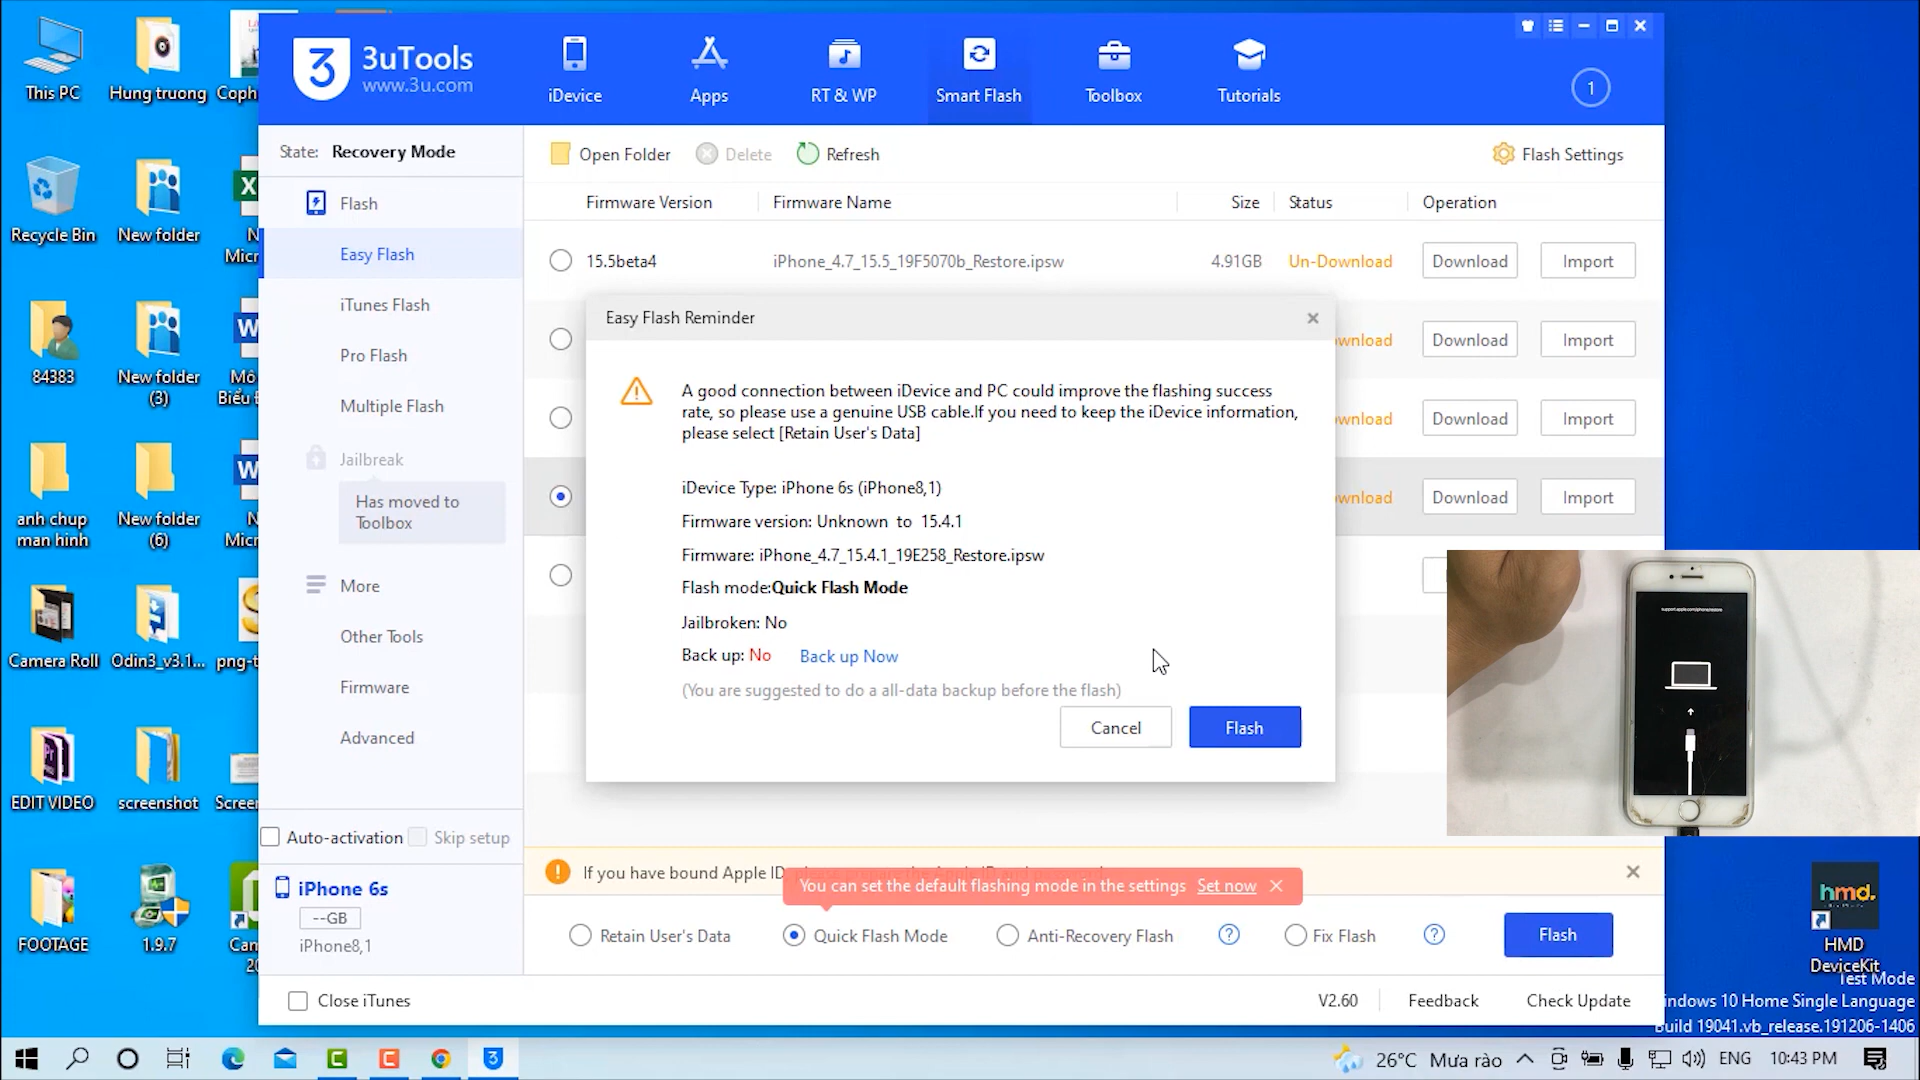 This PC
Hung truong
Recycle Bin
New folder
84383
New folder (3)
anh chup man hinh
New folder (6)
Camera Roll
Odin3_v3.1...
png-t
EDIT VIDEO
screenshot
Screen
FOOTAGE
1.9.7
3uTools
www.3u.com
iDevice
Apps
RT & WP
Smart Flash
Toolbox
Tutorials
1
State: Recovery Mode
Flash
Easy Flash
iTunes Flash
Pro Flash
Multiple Flash
Jailbreak
Has moved to
Toolbox
More
Other Tools
Firmware
Advanced
Auto-activation
Skip setup
iPhone 6s
--GB
iPhone8,1
Close iTunes
Open Folder
Delete
Refresh
Flash Settings
Firmware Version
Firmware Name
Size
Status
Operation
15.5beta4
iPhone_4.7_15.5_19F5070b_Restore.ipsw
4.91GB
Un-Download
Download
Import
Download
Import
Download
Import
Download
Import
Easy Flash Reminder
A good connection between iDevice and PC could improve the flashing success
rate, so please use a genuine USB cable.If you need to keep the iDevice information,
please select [Retain User's Data]
iDevice Type: iPhone 6s (iPhone8,1)
Firmware version: Unknown to 15.4.1
Firmware: iPhone_4.7_15.4.1_19E258_Restore.ipsw
Flash mode:Quick Flash Mode
Jailbroken: No
Back up: No Back up Now
(You are suggested to do a all-data backup before the flash)
Cancel
Flash
support.apple.com/iphone/restore
If you have bound Apple ID
You can set the default flashing mode in the settings Set now
Retain User's Data
Quick Flash Mode
Anti-Recovery Flash
Fix Flash
Flash
V2.60
Feedback
Check Update
hmd.
HMD
DeviceKit
Test Mode
indows 10 Home Single Language
Build 19041.vb_release.191206-1406
26°C Mưa rào
ENG
10:43 PM